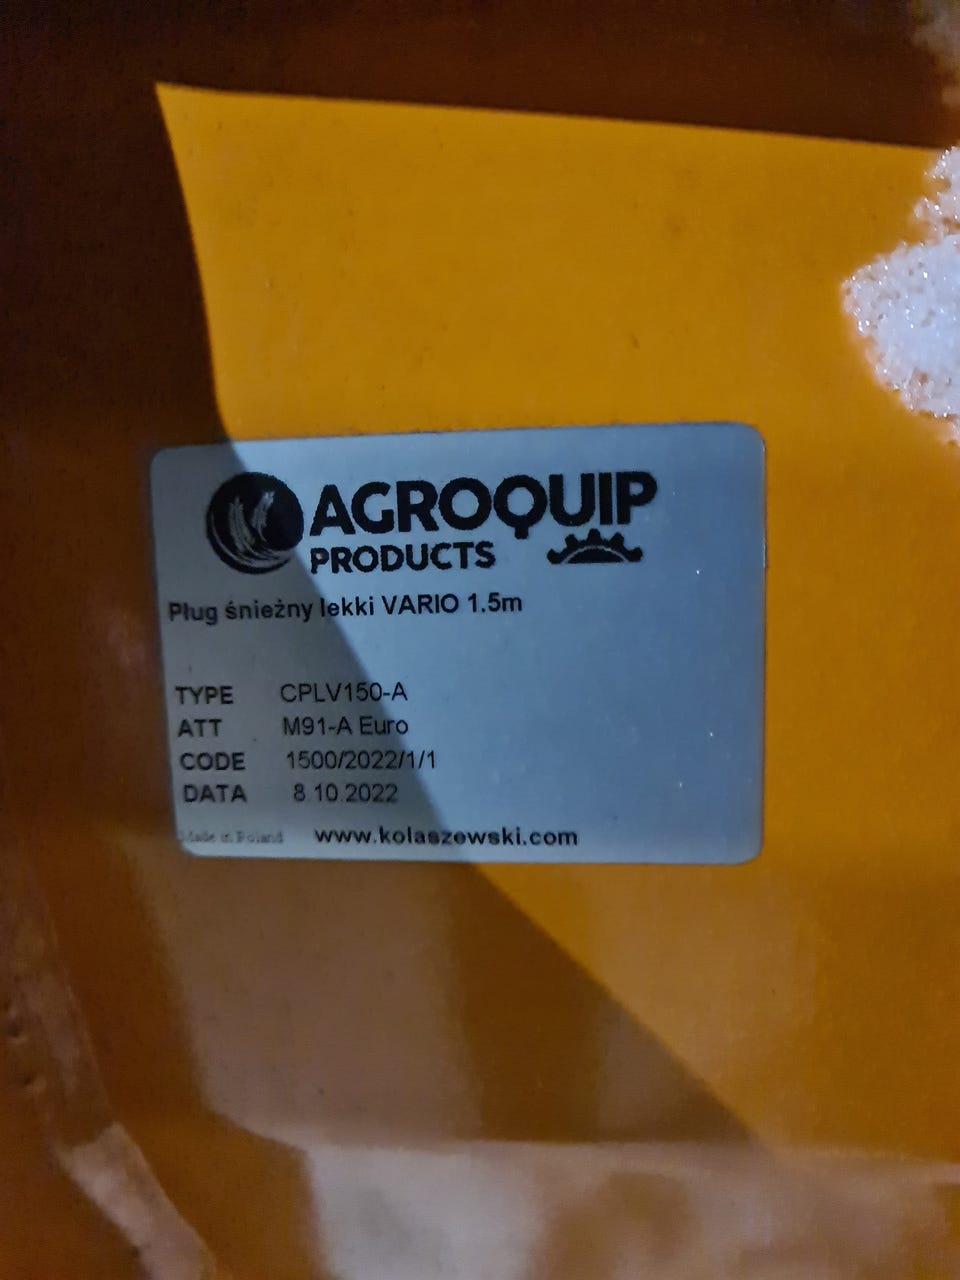 AGROQUIP
PRODUCTS
Pług śnieżny lekki VARIO 1.5m
TYPE CPLV150-A
ATT M91-A Euro
CODE 1500/2022/1/1
DATA 8.10.2022
Made in Poland www.kolaszewski.com